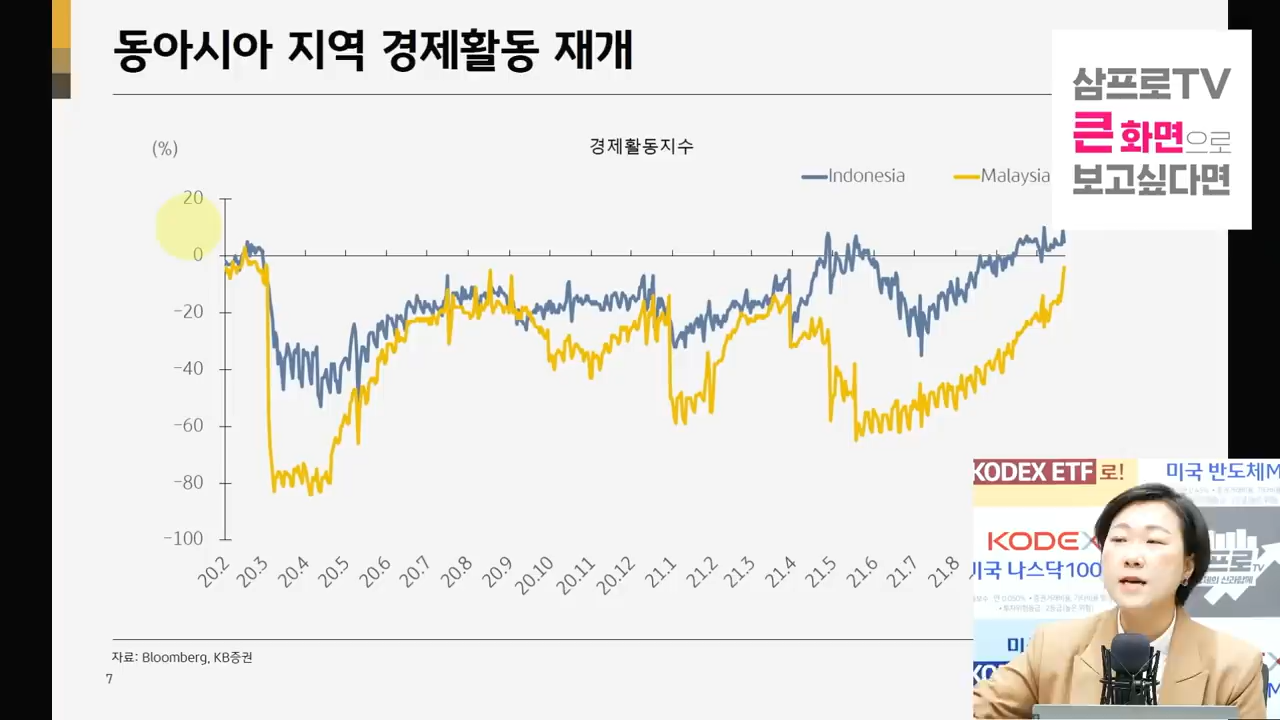 동아시아 지역 경제활동 재개
삼프로TV
큰 화면으로
보고싶다면
(%)
경제활동지수
Indonesia
Malaysia
20
0
−20
−40
−60
−80
−100
20.2
20.3
20.4
20.5
20.6
20.7
20.8
20.9
20.10
20.11
20.12
21.1
21.2
21.3
21.4
21.5
21.6
21.7
21.8
KODEX ETF로!
미국 반도체M
KODEX
미국 나스닥100
자료: Bloomberg, KB증권
7